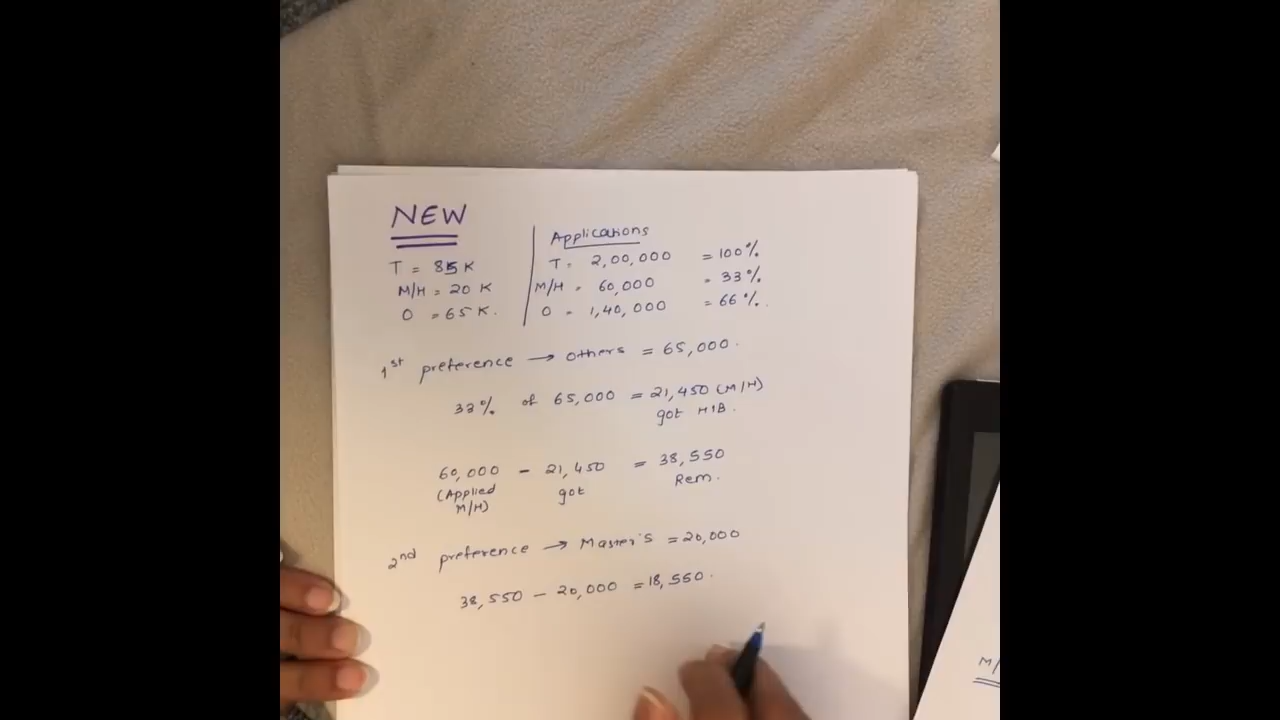 NEW
T = 85 K
M/H = 20 K
O = 65 K.
Applications
T = 2,00,000 = 100%
M/H = 60,000 = 33%
O = 1,40,000 = 66%.
1st preference → Others = 65,000.
33% of 65,000 = 21,450 (M/H)
got H1B.
60,000 - 21,450 = 38,550
(Applied M/H) got Rem.
2nd preference → Master's = 20,000
38,550 - 20,000 = 18,550.
M/